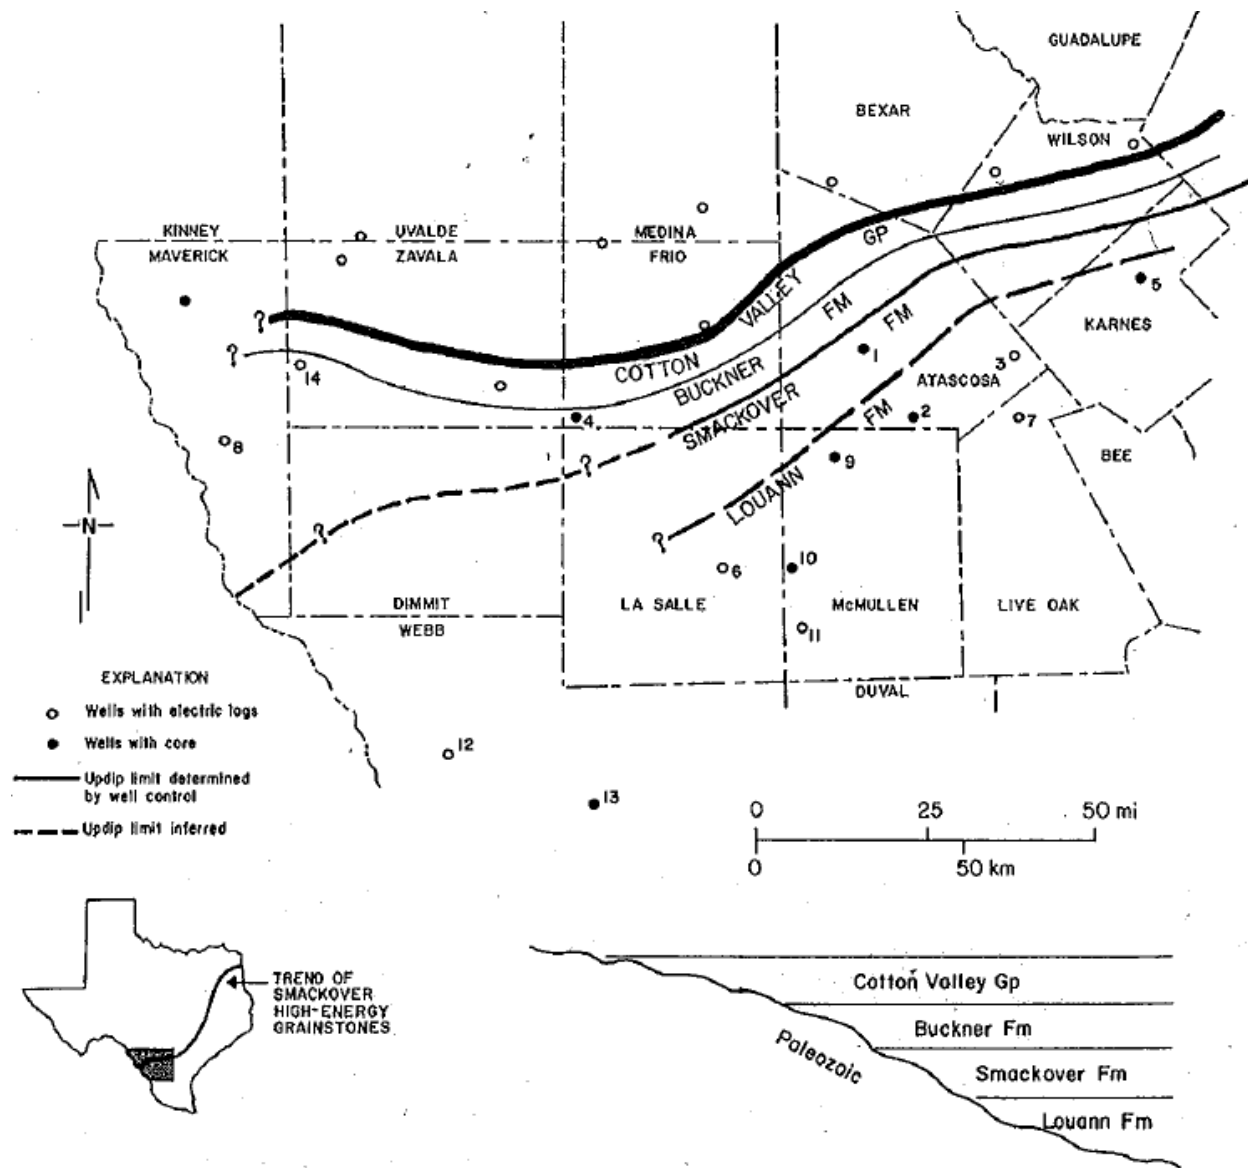 GUADALUPE
BEXAR
WILSON
KINNEY
UVALDE
MEDINA
MAVERICK
ZAVALA
FRIO
GP
VALLEY
COTTON
FM
BUCKNER
FM
SMACKOVER
FM
LOUANN
KARNES
ATASCOSA
BEE
?
?
?
?
?
1
2
3
4
5
6
7
8
9
10
11
12
13
14
N
DIMMIT
WEBB
LA SALLE
McMULLEN
LIVE OAK
DUVAL
EXPLANATION
Wells with electric logs
Wells with core
Updip limit determined
by well control
Updip limit inferred
0 25 50 mi
0 50 km
TREND OF
SMACKOVER
HIGH-ENERGY
GRAINSTONES
Cotton Valley Gp
Buckner Fm
Smackover Fm
Louann Fm
Paleozoic